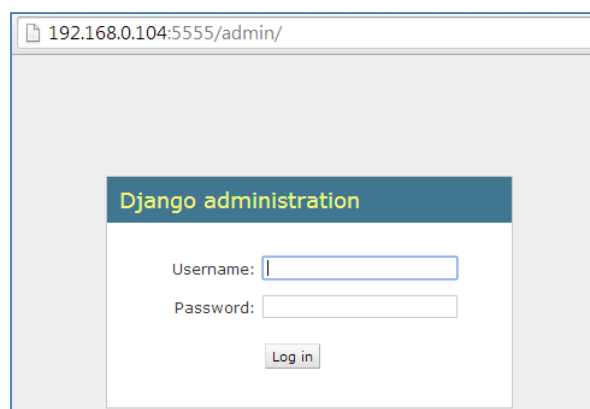 192.168.0.104:5555/admin/
Django administration
Username:
Password:
Log in